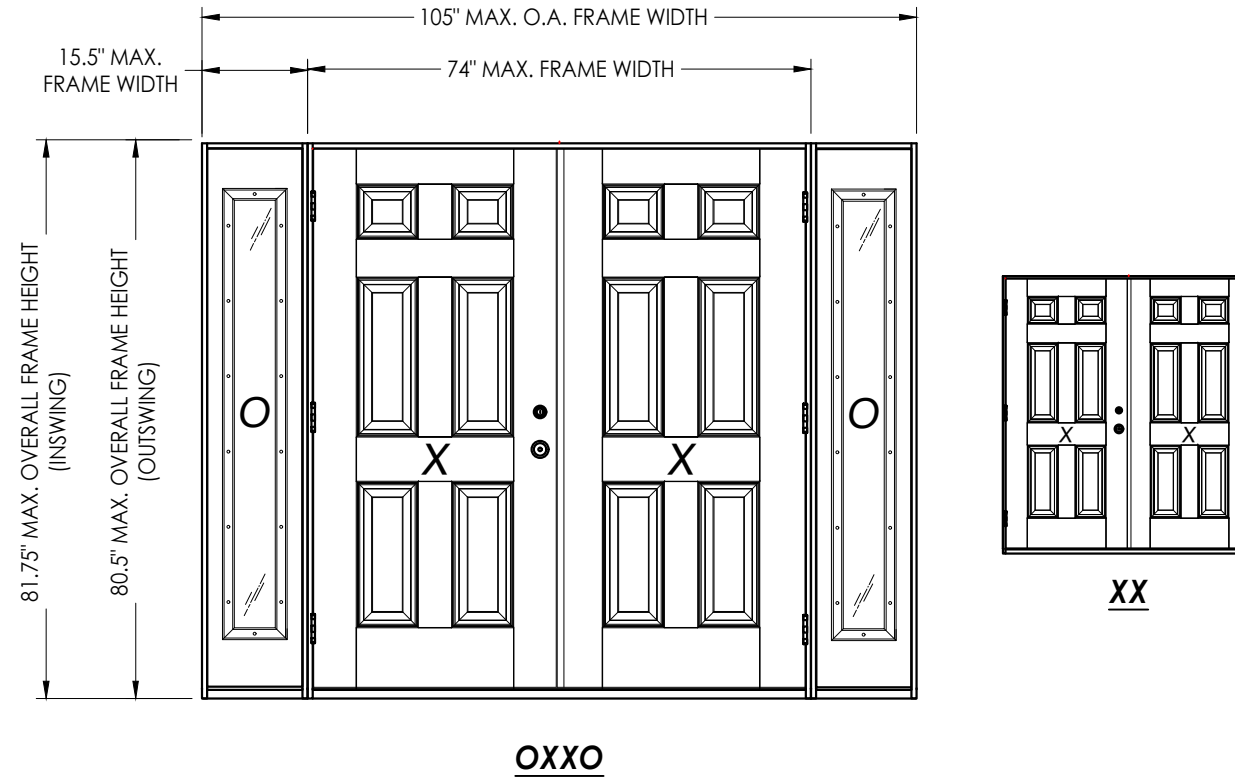 105" MAX. O.A. FRAME WIDTH
15.5" MAX.
FRAME WIDTH
74" MAX. FRAME WIDTH
81.75" MAX. OVERALL FRAME HEIGHT
(INSWING)
80.5" MAX. OVERALL FRAME HEIGHT
(OUTSWING)
O
X
X
O
OXXO
X
X
XX